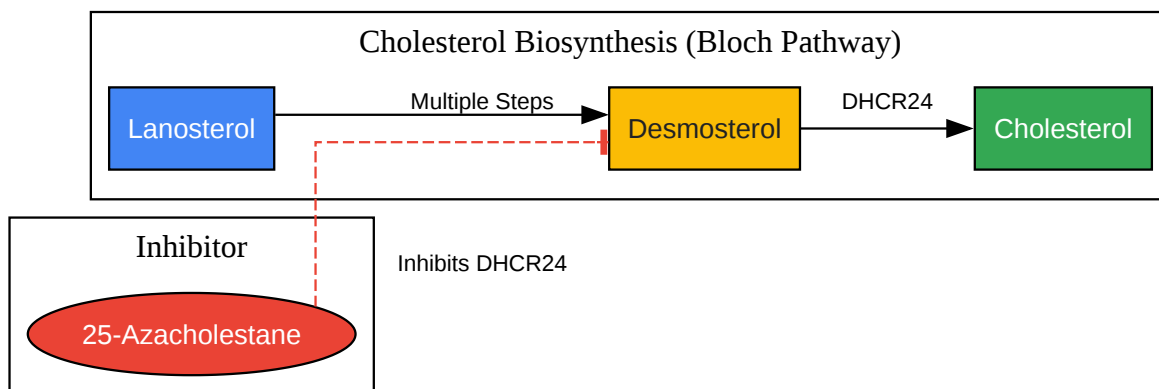 Cholesterol Biosynthesis (Bloch Pathway)
Lanosterol
Multiple Steps
Desmosterol
DHCR24
Cholesterol
Inhibitor
Inhibits DHCR24
25-Azacholestane